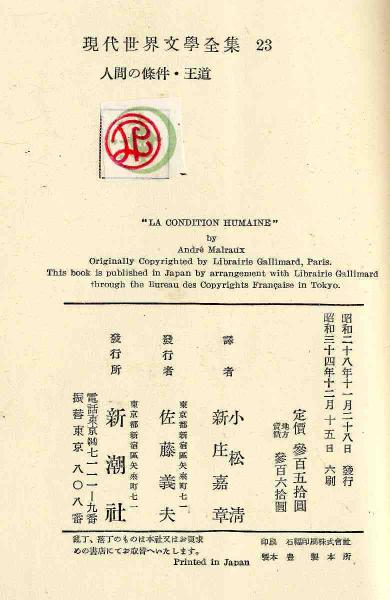 現代世界文學全集 23
人間の條件・王道
"LA CONDITION HUMAINE"
by
André Malraux
Originally Copyrighted by Librairie Gallimard, Paris.
This book is published in Japan by arrangement with Librairie Gallimard
through the Bureau des Copyrights Française in Tokyo.
昭和二十八年十一月二十八日 發行
昭和三十四年十二月十五日 六刷
定價 參百五拾圓
地方賣價 參百六拾圓
譯者
小松清
新庄嘉章
東京都新宿區矢來町七一
發行者 佐藤義夫
東京都新宿區矢來町七一
發行所 新潮社
電話東京(34)七一一一―九番
振替東京八〇八番
亂丁、落丁のものは本社又はお買求
めの書店にてお取替へいたします。
印刷 石版印刷株式會社
製本 豊製本所
Printed in Japan